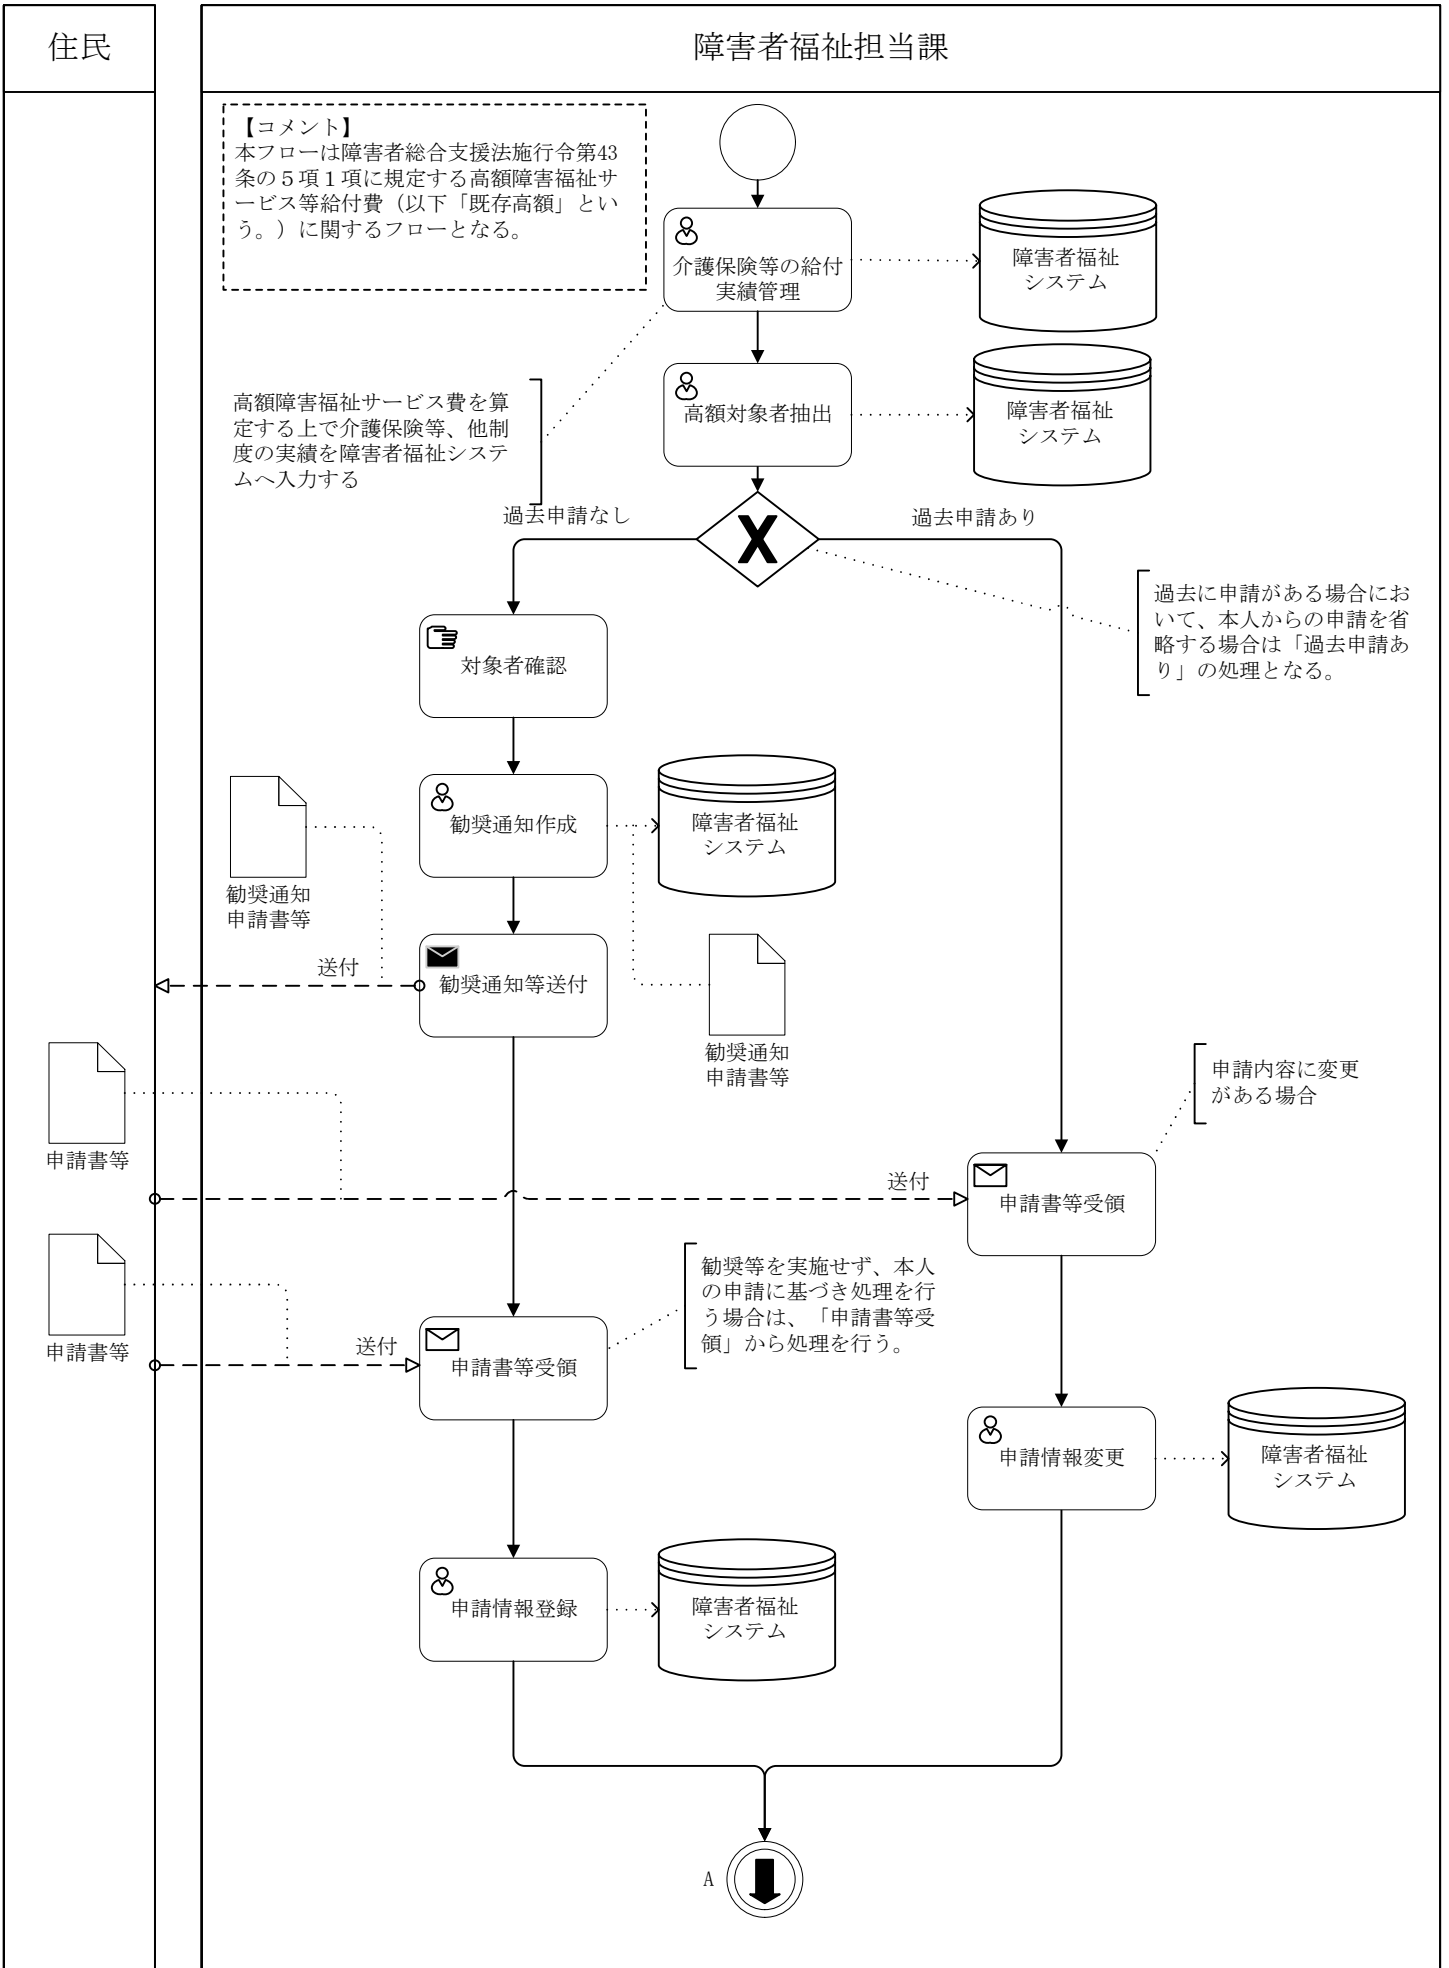 住民
障害者福祉担当課
【コメント】
本フローは障害者総合支援法施行令第43
条の５項１項に規定する高額障害福祉サ
ービス等給付費（以下「既存高額」とい
う。）に関するフローとなる。
介護保険等の給付
実績管理
障害者福祉
システム
高額対象者抽出
障害者福祉
システム
高額障害福祉サービス費を算
定する上で介護保険等、他制
度の実績を障害者福祉システ
ムへ入力する
過去申請なし
過去申請あり
X
過去に申請がある場合にお
いて、本人からの申請を省
略する場合は「過去申請あ
り」の処理となる。
対象者確認
勧奨通知作成
障害者福祉
システム
勧奨通知
申請書等
送付
勧奨通知等送付
勧奨通知
申請書等
申請内容に変更
がある場合
申請書等
送付
申請書等受領
勧奨等を実施せず、本人
の申請に基づき処理を行
う場合は、「申請書等受
領」から処理を行う。
申請書等
送付
申請書等受領
申請情報変更
障害者福祉
システム
申請情報登録
障害者福祉
システム
A